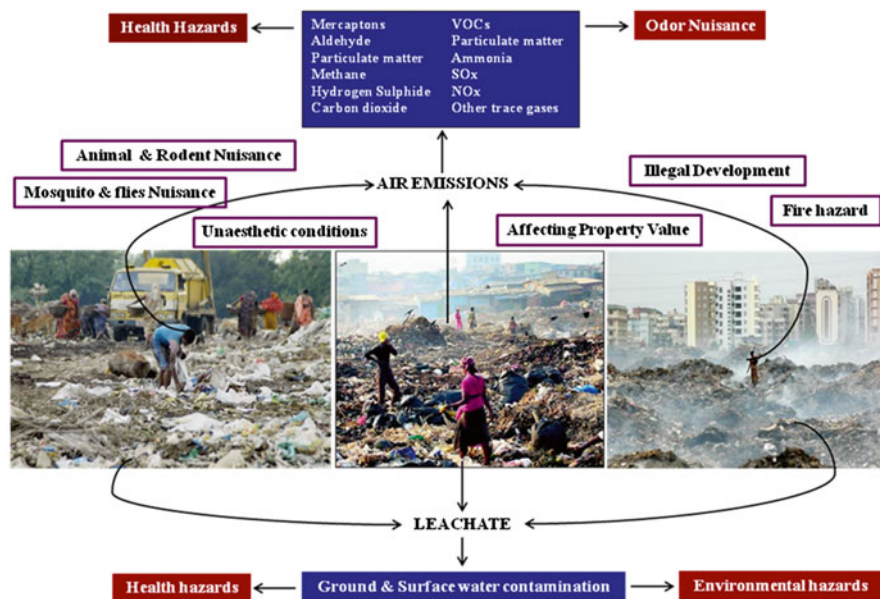 Health Hazards
Mercaptons VOCs
Aldehyde Particulate matter
Particulate matter Ammonia
Methane SOx
Hydrogen Sulphide NOx
Carbon dioxide Other trace gases
Odor Nuisance
Animal & Rodent Nuisance
Mosquito & flies Nuisance
AIR EMISSIONS
Illegal Development
Fire hazard
Unaesthetic conditions
Affecting Property Value
LEACHATE
Health hazards
Ground & Surface water contamination
Environmental hazards